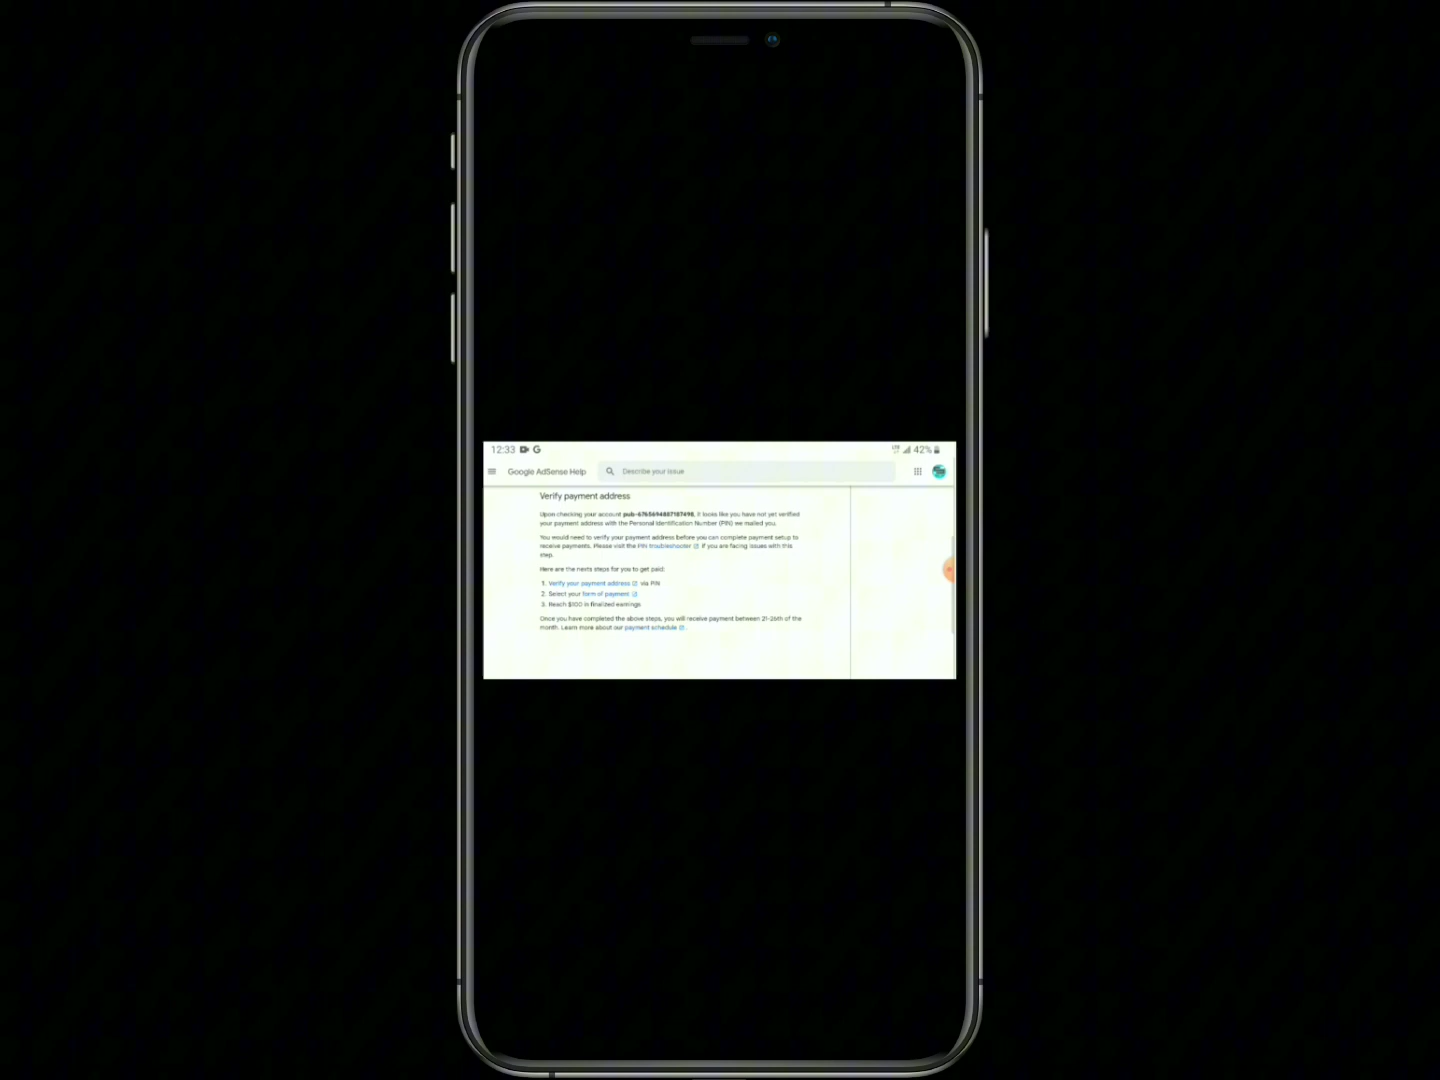 12:33 G LTE 42%
Google AdSense Help Describe your issue
Verify payment address
Upon checking your account it looks like you have not yet verified
your payment address with the Personal Identification Number (PIN) we mailed you.
You would need to verify your payment address before you can complete payment setup to
receive payments. Please visit the PIN troubleshooter if you are facing issues with this
step.
Here are the nexts steps for you to get paid:
1. Verify your payment address via PIN
2. Select your form of payment
3. Reach $100 in finalized earnings
Once you have completed the above steps, you will receive payment between 21-26th of the
month. Learn more about our payment schedule.